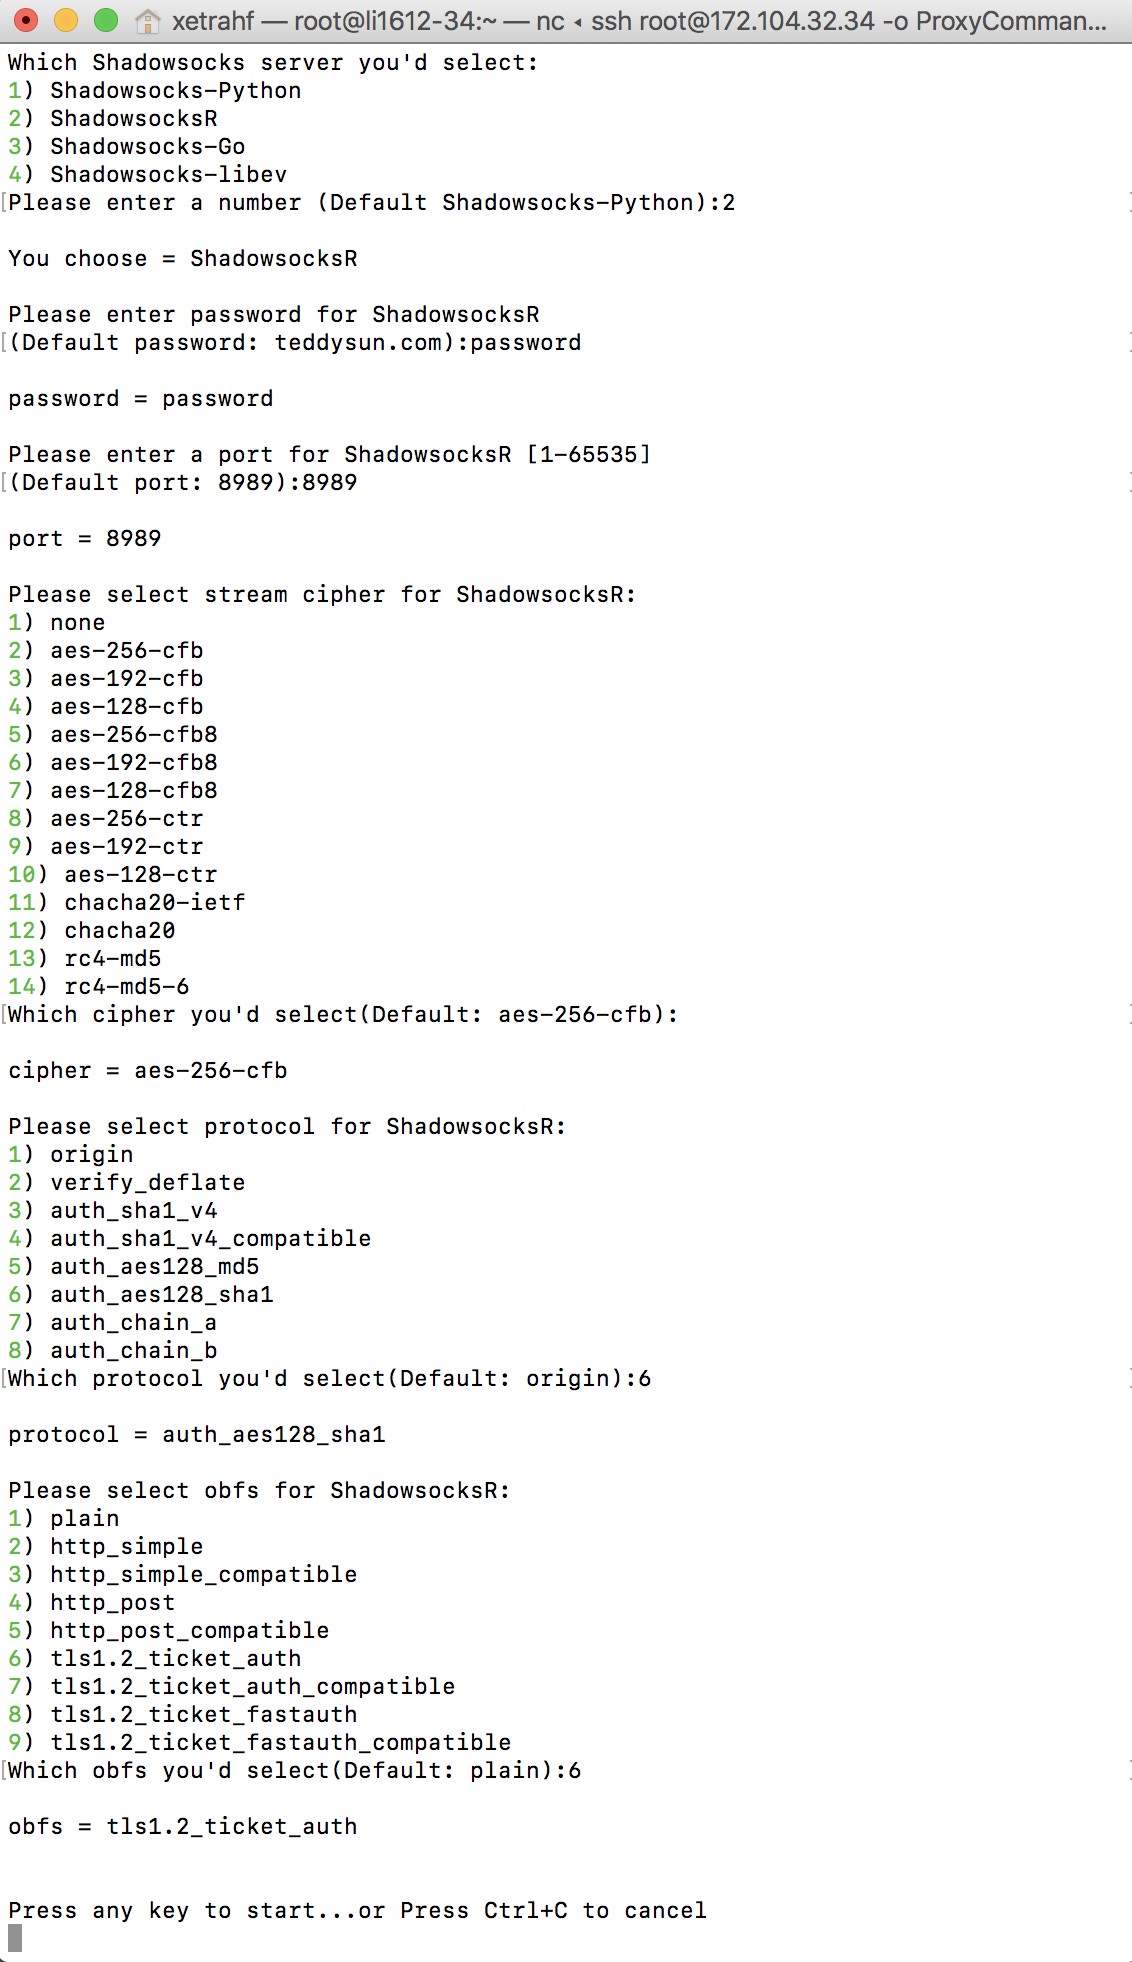 xetrahf — root@li1612-34:~ — nc ◂ ssh root@172.104.32.34 -o ProxyComman...
Which Shadowsocks server you'd select:
1) Shadowsocks-Python
2) ShadowsocksR
3) Shadowsocks-Go
4) Shadowsocks-libev
[Please enter a number (Default Shadowsocks-Python):2
You choose = ShadowsocksR
Please enter password for ShadowsocksR
[(Default password: teddysun.com):password
password = password
Please enter a port for ShadowsocksR [1-65535]
[(Default port: 8989):8989
port = 8989
Please select stream cipher for ShadowsocksR:
1) none
2) aes-256-cfb
3) aes-192-cfb
4) aes-128-cfb
5) aes-256-cfb8
6) aes-192-cfb8
7) aes-128-cfb8
8) aes-256-ctr
9) aes-192-ctr
10) aes-128-ctr
11) chacha20-ietf
12) chacha20
13) rc4-md5
14) rc4-md5-6
[Which cipher you'd select(Default: aes-256-cfb):
cipher = aes-256-cfb
Please select protocol for ShadowsocksR:
1) origin
2) verify_deflate
3) auth_sha1_v4
4) auth_sha1_v4_compatible
5) auth_aes128_md5
6) auth_aes128_sha1
7) auth_chain_a
8) auth_chain_b
[Which protocol you'd select(Default: origin):6
protocol = auth_aes128_sha1
Please select obfs for ShadowsocksR:
1) plain
2) http_simple
3) http_simple_compatible
4) http_post
5) http_post_compatible
6) tls1.2_ticket_auth
7) tls1.2_ticket_auth_compatible
8) tls1.2_ticket_fastauth
9) tls1.2_ticket_fastauth_compatible
[Which obfs you'd select(Default: plain):6
obfs = tls1.2_ticket_auth
Press any key to start...or Press Ctrl+C to cancel